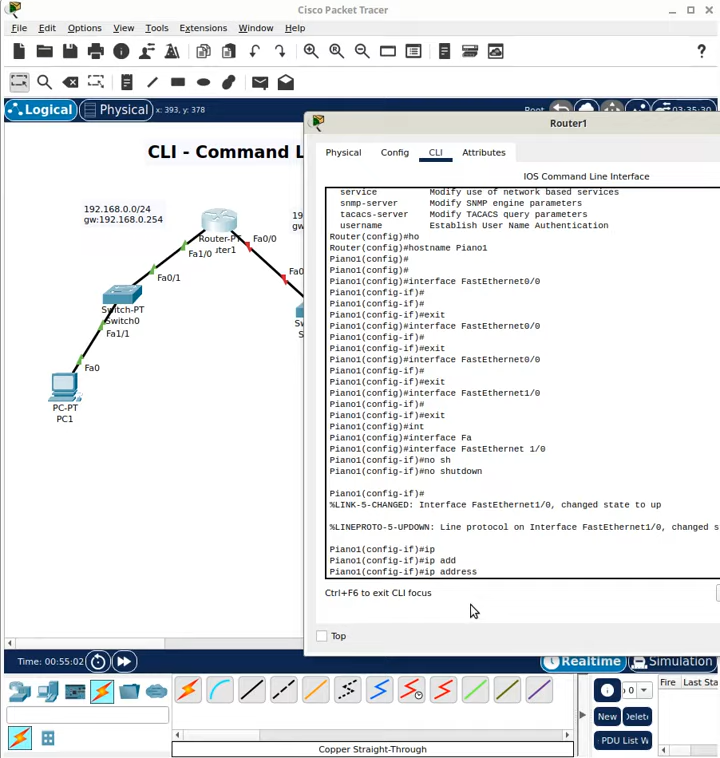 Cisco Packet Tracer
File Edit Options View Tools Extensions Window Help
Logical Physical x: 393, y: 378 Root 03:35:30
CLI - Command L
192.168.0.0/24
gw:192.168.0.254
Router-PT
Fa0/0
Fa1/0
Fa0/1
Switch-PT
Switch0
Fa1/1
Fa0
PC-PT
PC1
Router1
Physical Config CLI Attributes
IOS Command Line Interface
service Modify use of network based services
snmp-server Modify SNMP engine parameters
tacacs-server Modify TACACS query parameters
username Establish User Name Authentication
Router(config)#ho
Router(config)#hostname Piano1
Piano1(config)#
Piano1(config)#
Piano1(config)#interface FastEthernet0/0
Piano1(config-if)#
Piano1(config-if)#
Piano1(config-if)#exit
Piano1(config)#interface FastEthernet0/0
Piano1(config-if)#
Piano1(config-if)#exit
Piano1(config)#interface FastEthernet0/0
Piano1(config-if)#
Piano1(config-if)#exit
Piano1(config)#interface FastEthernet1/0
Piano1(config-if)#
Piano1(config-if)#exit
Piano1(config)#int
Piano1(config)#interface Fa
Piano1(config)#interface FastEthernet 1/0
Piano1(config-if)#no sh
Piano1(config-if)#no shutdown
Piano1(config-if)#
%LINK-5-CHANGED: Interface FastEthernet1/0, changed state to up
%LINEPROTO-5-UPDOWN: Line protocol on Interface FastEthernet1/0, changed s
Piano1(config-if)#ip
Piano1(config-if)#ip add
Piano1(config-if)#ip address
Ctrl+F6 to exit CLI focus
Top
Time: 00:55:02
Realtime Simulation
Fire Last Sta
New Delet
PDU List W
Copper Straight-Through